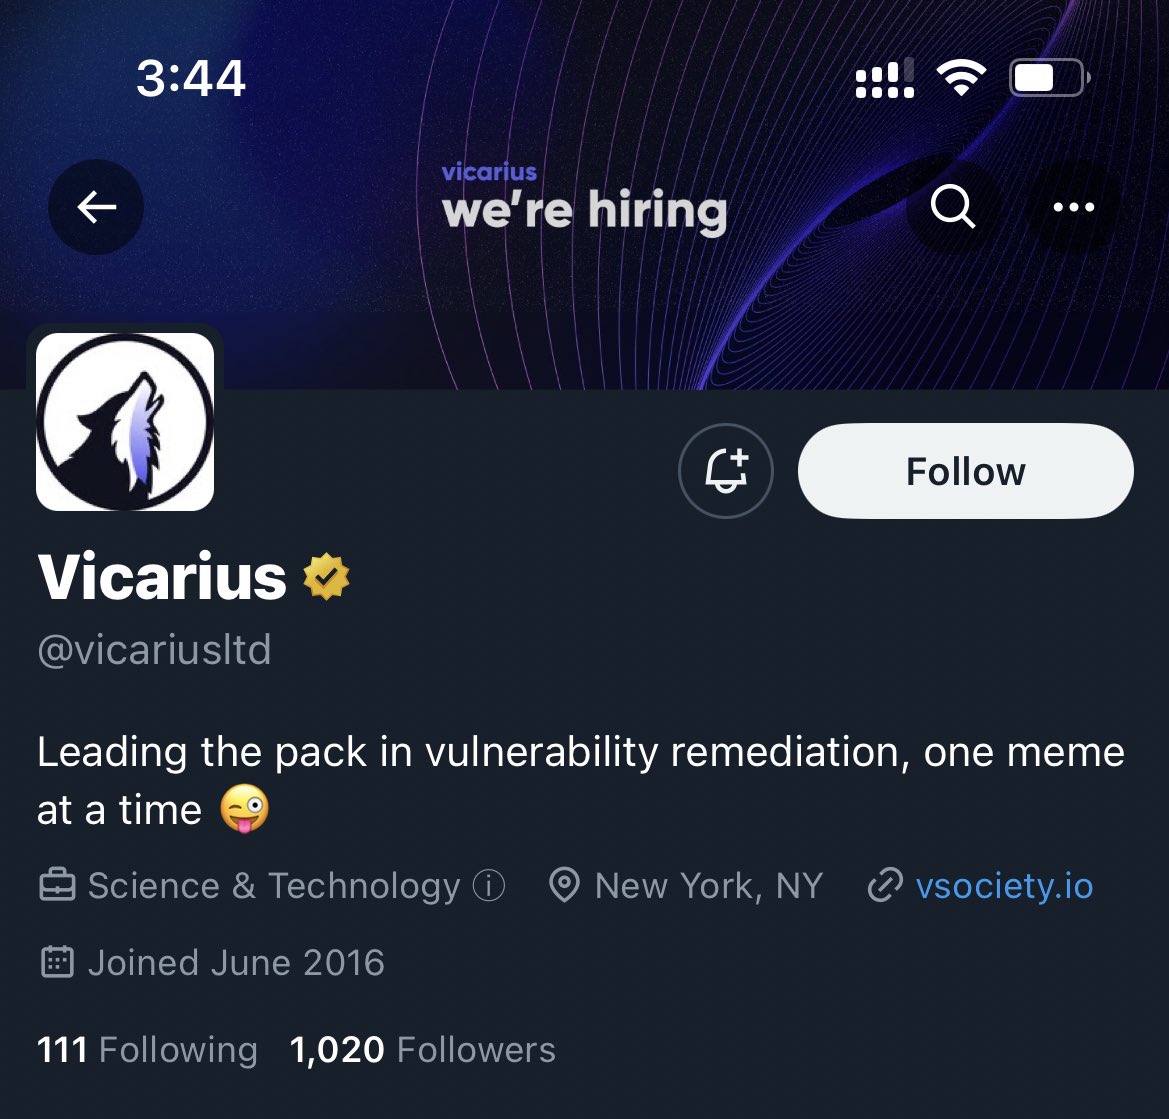 3:44
vicarius
we're hiring
Follow
Vicarius
@vicariusltd
Leading the pack in vulnerability remediation, one meme
at a time 😜
Science & Technology New York, NY vsociety.io
Joined June 2016
111 Following 1,020 Followers